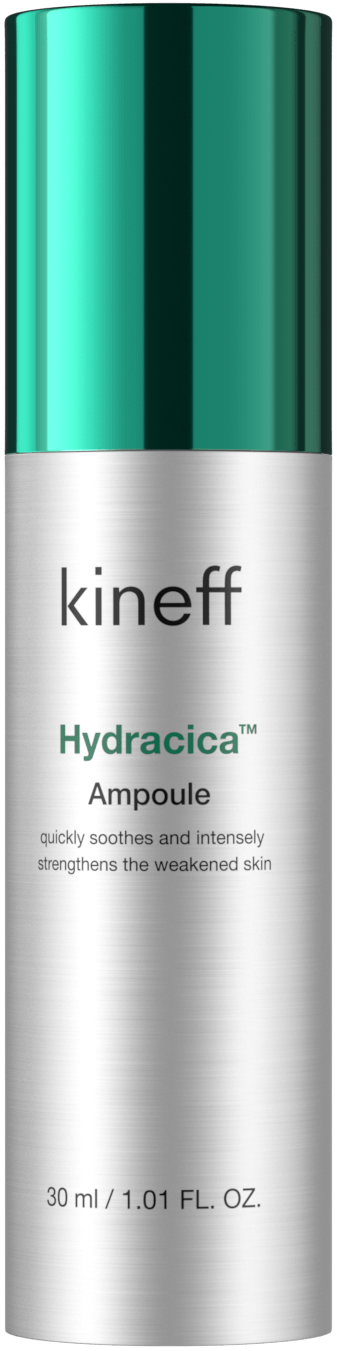 kineff
Hydracica™
Ampoule
quickly soothes and intensely
strengthens the weakened skin
30 ml / 1.01 FL. OZ.